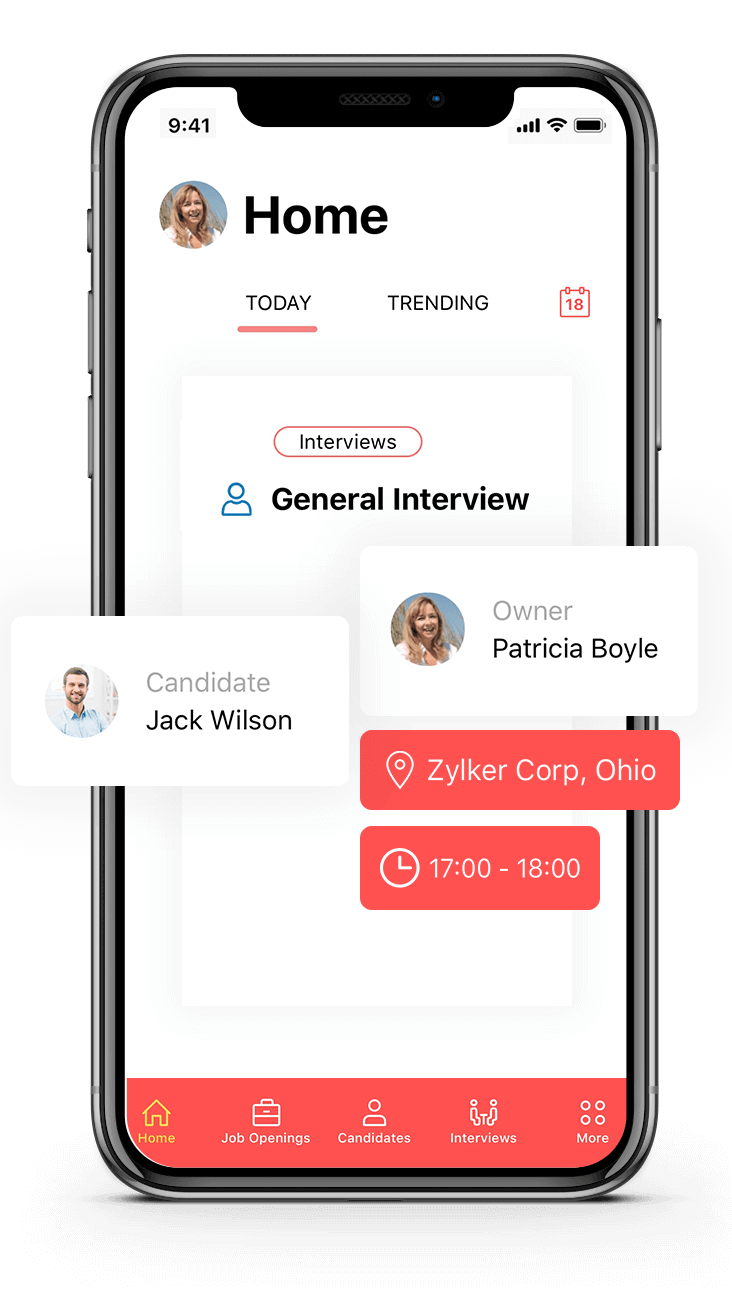 9:41
Home
TODAY
TRENDING
18
Interviews
General Interview
Owner
Patricia Boyle
Candidate
Jack Wilson
Zylker Corp, Ohio
17:00 - 18:00
Home
Job Openings
Candidates
Interviews
More